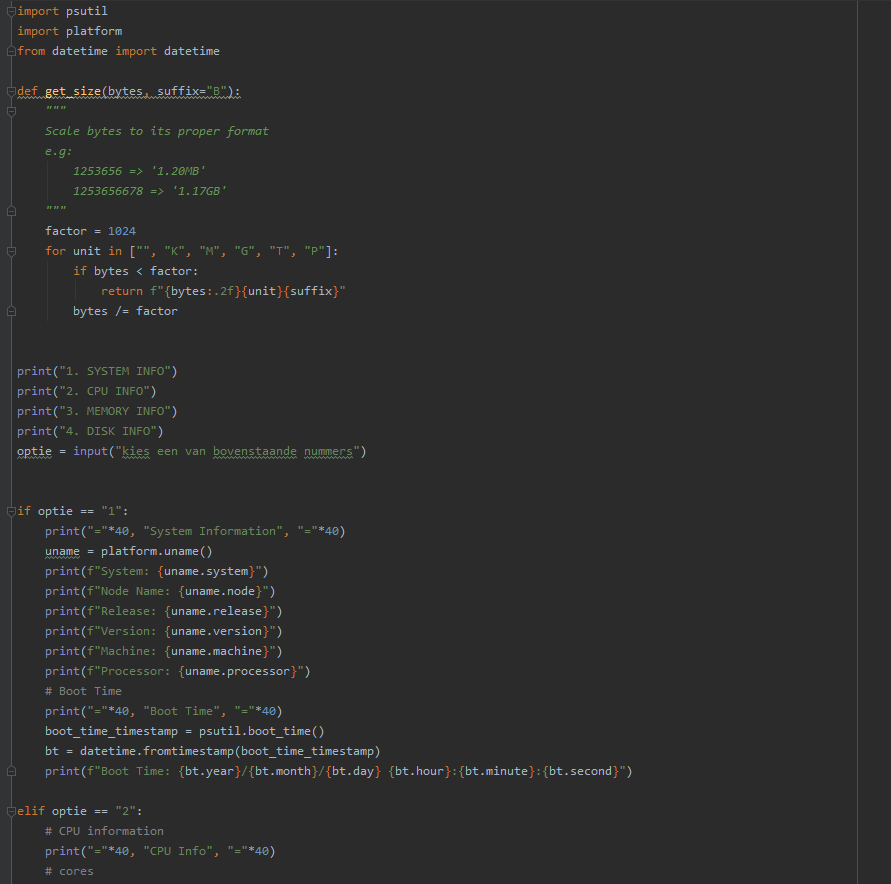 import psutil
import platform
from datetime import datetime
def get_size(bytes, suffix="B"):
"""
Scale bytes to its proper format
e.g:
1253656 => '1.20MB'
1253656678 => '1.17GB'
"""
factor = 1024
for unit in ["", "K", "M", "G", "T", "P"]:
if bytes < factor:
return f"{bytes:.2f}{unit}{suffix}"
bytes /= factor
print("1. SYSTEM INFO")
print("2. CPU INFO")
print("3. MEMORY INFO")
print("4. DISK INFO")
optie = input("kies een van bovenstaande nummers")
if optie == "1":
print("="*40, "System Information", "="*40)
uname = platform.uname()
print(f"System: {uname.system}")
print(f"Node Name: {uname.node}")
print(f"Release: {uname.release}")
print(f"Version: {uname.version}")
print(f"Machine: {uname.machine}")
print(f"Processor: {uname.processor}")
# Boot Time
print("="*40, "Boot Time", "="*40)
boot_time_timestamp = psutil.boot_time()
bt = datetime.fromtimestamp(boot_time_timestamp)
print(f"Boot Time: {bt.year}/{bt.month}/{bt.day} {bt.hour}:{bt.minute}:{bt.second}")
elif optie == "2":
# CPU information
print("="*40, "CPU Info", "="*40)
# cores